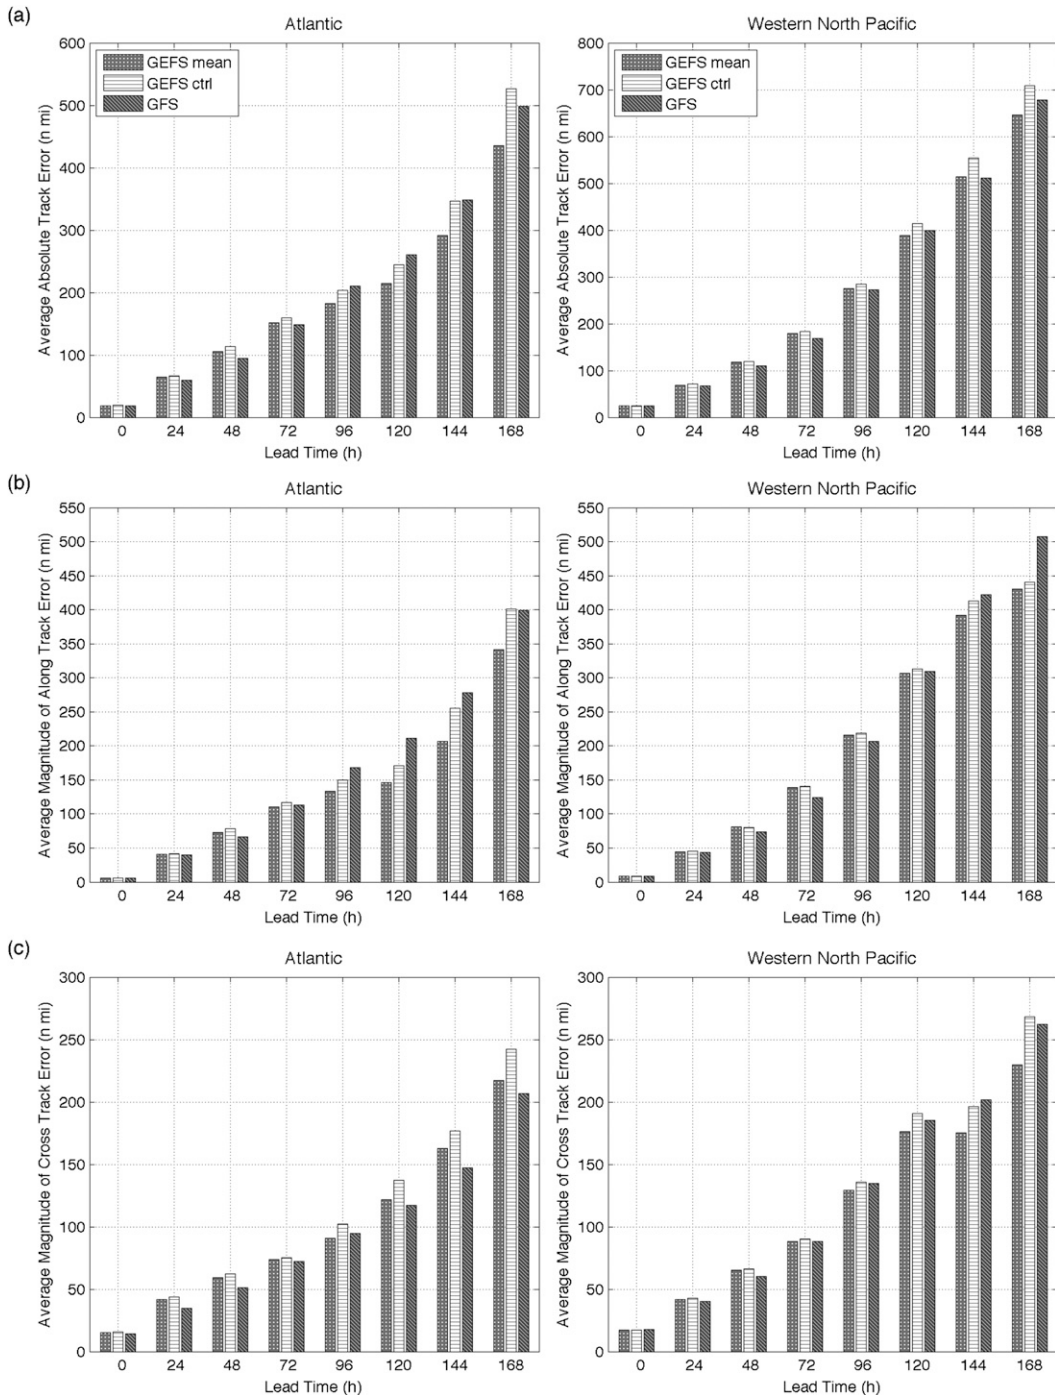 (a)
Atlantic
Average Absolute Track Error (n mi)
600
500
400
300
200
100
0
GEFS mean
GEFS ctrl
GFS
0 24 48 72 96 120 144 168
Lead Time (h)
Western North Pacific
Average Absolute Track Error (n mi)
800
700
600
500
400
300
200
100
0
GEFS mean
GEFS ctrl
GFS
0 24 48 72 96 120 144 168
Lead Time (h)
(b)
Atlantic
Average Magnitude of Along Track Error (n mi)
550
500
450
400
350
300
250
200
150
100
50
0
0 24 48 72 96 120 144 168
Lead Time (h)
Western North Pacific
Average Magnitude of Along Track Error (n mi)
550
500
450
400
350
300
250
200
150
100
50
0
0 24 48 72 96 120 144 168
Lead Time (h)
(c)
Atlantic
Average Magnitude of Cross Track Error (n mi)
300
250
200
150
100
50
0
0 24 48 72 96 120 144 168
Lead Time (h)
Western North Pacific
Average Magnitude of Cross Track Error (n mi)
300
250
200
150
100
50
0
0 24 48 72 96 120 144 168
Lead Time (h)